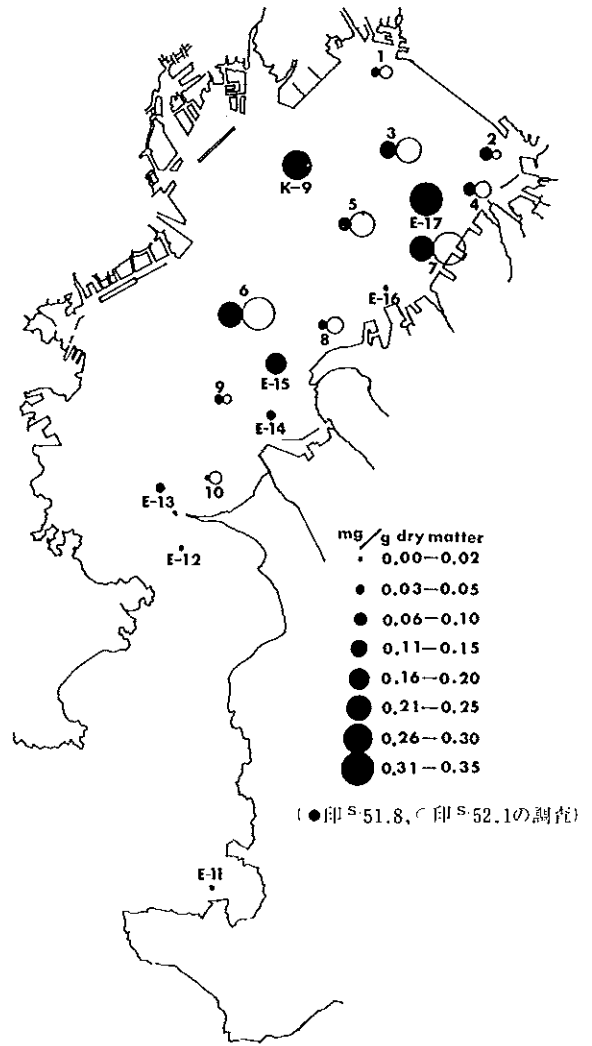 1
2
3
K-9
4
E-17
5
7
E-16
6
8
E-15
9
E-14
10
E-13
E-12
mg/g dry matter
0.00-0.02
0.03-0.05
0.06-0.10
0.11-0.15
0.16-0.20
0.21-0.25
0.26-0.30
0.31-0.35
(●印 S.51.8, ○印 S.52.1の調査)
E-11